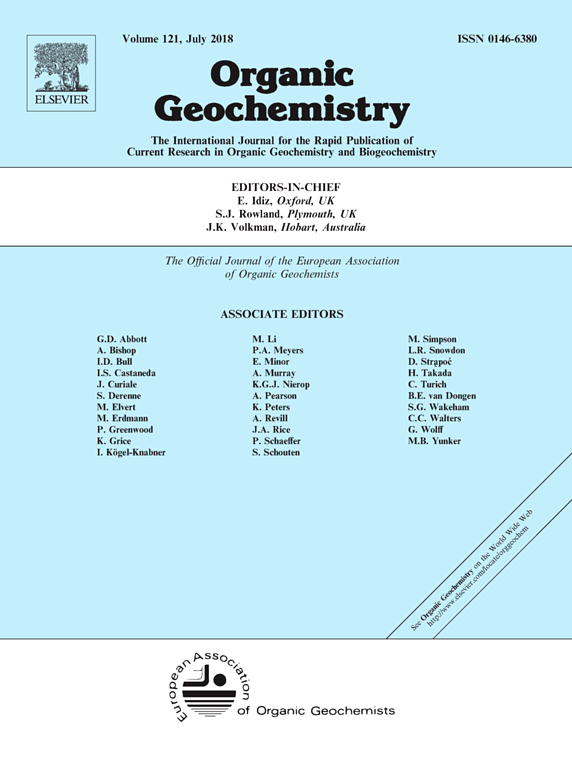 Volume 121, July 2018
ISSN 0146-6380
ELSEVIER
Organic
Geochemistry
The International Journal for the Rapid Publication of
Current Research in Organic Geochemistry and Biogeochemistry
EDITORS-IN-CHIEF
E. Idiz, Oxford, UK
S.J. Rowland, Plymouth, UK
J.K. Volkman, Hobart, Australia
The Official Journal of the European Association
of Organic Geochemists
ASSOCIATE EDITORS
G.D. Abbott
A. Bishop
I.D. Bull
I.S. Castaneda
J. Curiale
S. Derenne
M. Elvert
M. Erdmann
P. Greenwood
K. Grice
I. Kögel-Knabner
M. Li
P.A. Meyers
E. Minor
A. Murray
K.G.J. Nierop
A. Pearson
K. Peters
A. Revill
J.A. Rice
P. Schaeffer
S. Schouten
M. Simpson
L.R. Snowdon
D. Strąpoć
H. Takada
C. Turich
B.E. van Dongen
S.G. Wakeham
C.C. Walters
G. Wolff
M.B. Yunker
See Organic Geochemistry on the World Wide Web
http://www.elsevier.com/locate/orggeochem
European Association
of Organic Geochemists